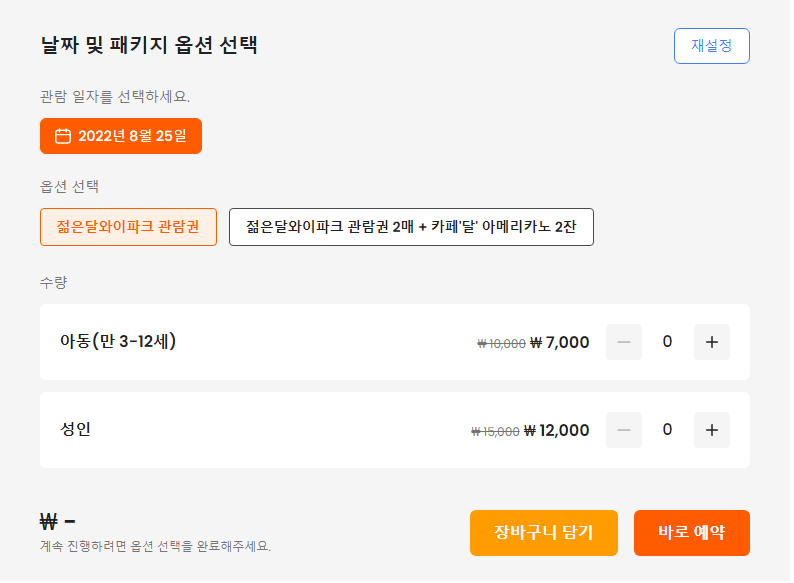 날짜 및 패키지 옵션 선택
재설정
관람 일자를 선택하세요.
2022년 8월 25일
옵션 선택
젊은달와이파크 관람권
젊은달와이파크 관람권 2매 + 카페'달' 아메리카노 2잔
수량
아동(만 3-12세)
₩ 10,000 ₩ 7,000
0
성인
₩ 15,000 ₩ 12,000
0
₩ -
계속 진행하려면 옵션 선택을 완료해주세요.
장바구니 담기
바로 예약